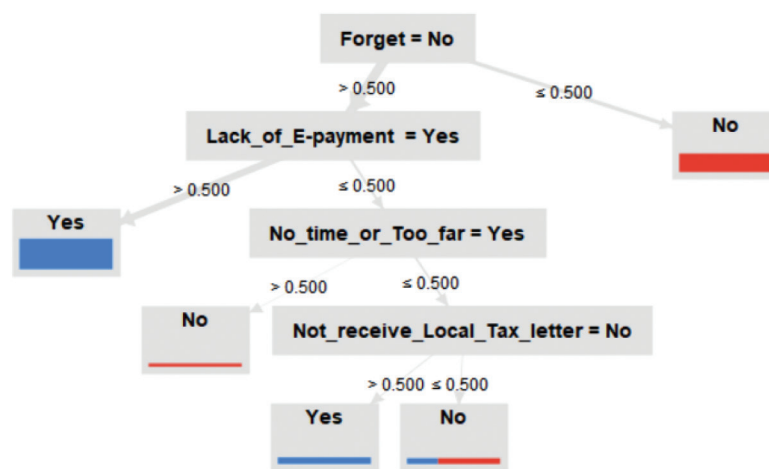 Forget = No
> 0.500
≤ 0.500
No
Lack_of_E-payment = Yes
> 0.500
≤ 0.500
Yes
No_time_or_Too_far = Yes
> 0.500
≤ 0.500
No
Not_receive_Local_Tax_letter = No
> 0.500
≤ 0.500
Yes
No